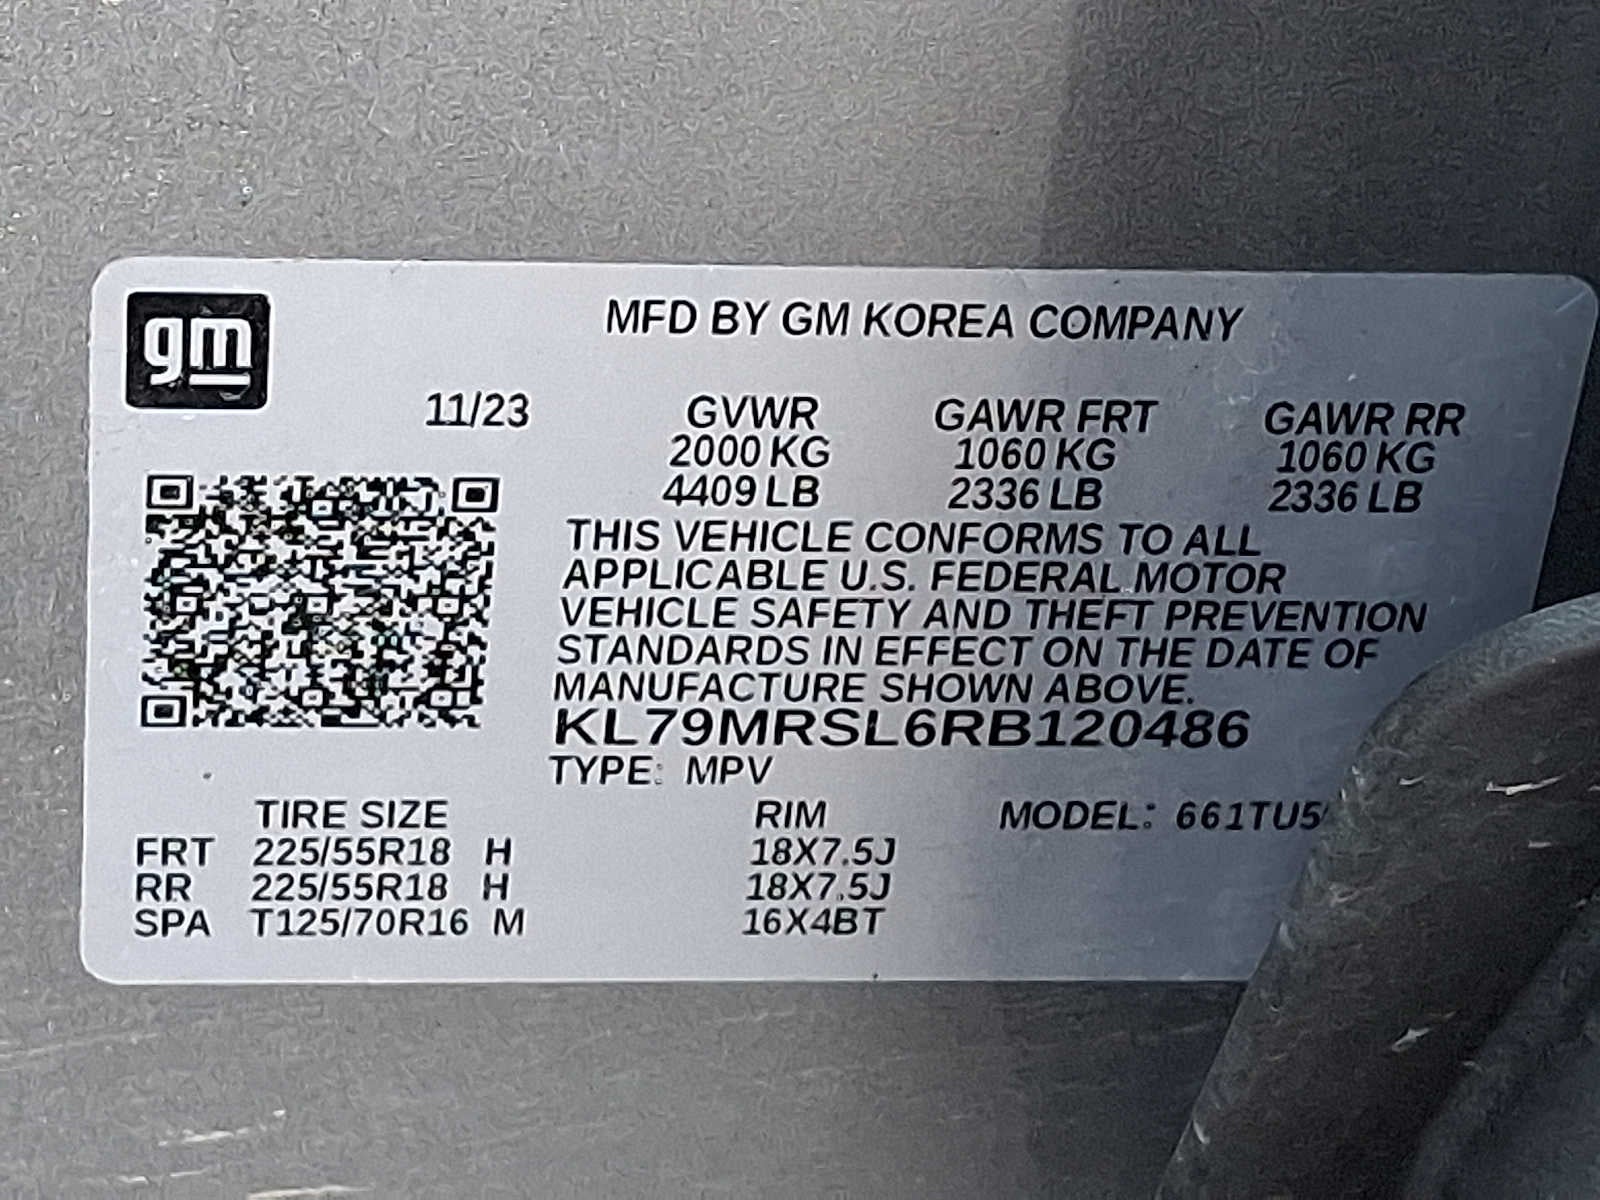 gm
MFD BY GM KOREA COMPANY
11/23 GVWR GAWR FRT GAWR RR
2000 KG 1060 KG 1060 KG
4409 LB 2336 LB 2336 LB
THIS VEHICLE CONFORMS TO ALL
APPLICABLE U.S. FEDERAL MOTOR
VEHICLE SAFETY AND THEFT PREVENTION
STANDARDS IN EFFECT ON THE DATE OF
MANUFACTURE SHOWN ABOVE.
KL79MRSL6RB120486
TYPE: MPV
TIRE SIZE RIM MODEL: 661TU5
FRT 225/55R18 H 18X7.5J
RR 225/55R18 H 18X7.5J
SPA T125/70R16 M 16X4BT